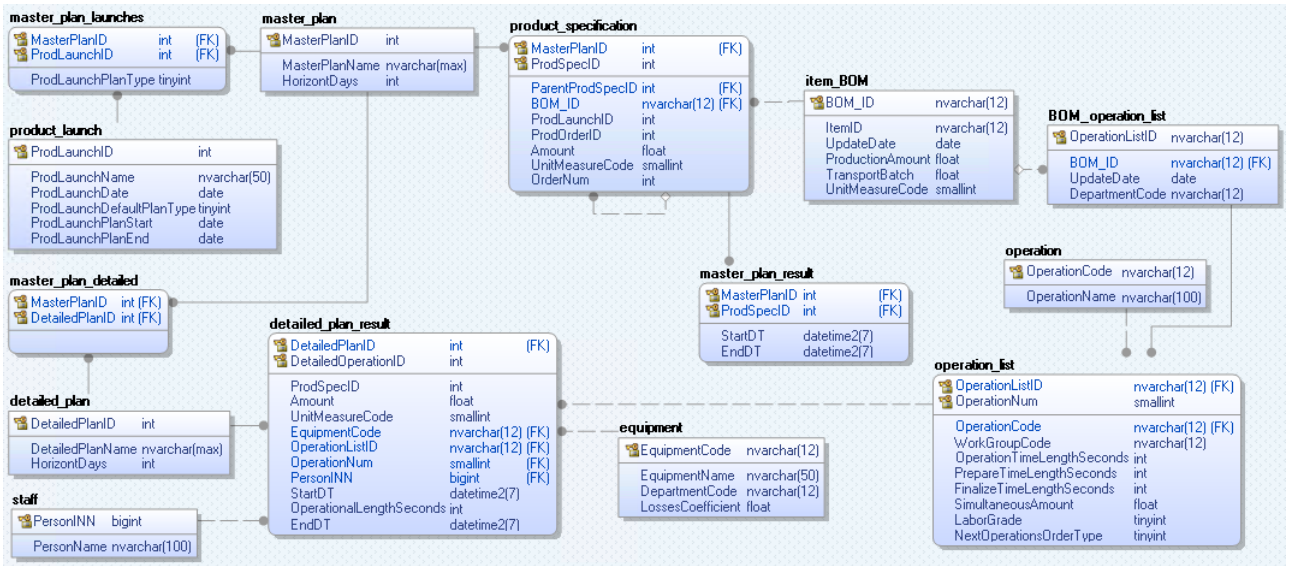 master_plan_launches
MasterPlanID int (FK)
ProdLaunchID int (FK)
ProdLaunchPlanType tinyint
master_plan
MasterPlanID int
MasterPlanName nvarchar(max)
HorizontDays int
product_specification
MasterPlanID int (FK)
ProdSpecID int
ParentProdSpecID int (FK)
BOM_ID nvarchar(12) (FK)
ProdLaunchID int
ProdOrderID int
Amount float
UnitMeasureCode smallint
OrderNum int
item_BOM
BOM_ID nvarchar(12)
ItemID nvarchar(12)
UpdateDate date
ProductionAmount float
TransportBatch float
UnitMeasureCode smallint
BOM_operation_list
OperationListID nvarchar(12)
BOM_ID nvarchar(12) (FK)
UpdateDate date
DepartmentCode nvarchar(12)
product_launch
ProdLaunchID int
ProdLaunchName nvarchar(50)
ProdLaunchDate date
ProdLaunchDefaultPlanType tinyint
ProdLaunchPlanStart date
ProdLaunchPlanEnd date
operation
OperationCode nvarchar(12)
OperationName nvarchar(100)
master_plan_result
MasterPlanID int (FK)
ProdSpecID int (FK)
StartDT datetime2(7)
EndDT datetime2(7)
master_plan_detailed
MasterPlanID int (FK)
DetailedPlanID int (FK)
detailed_plan_result
DetailedPlanID int (FK)
DetailedOperationID int
ProdSpecID int
Amount float
UnitMeasureCode smallint
EquipmentCode nvarchar(12) (FK)
OperationListID nvarchar(12) (FK)
OperationNum smallint (FK)
PersonINN bigint (FK)
StartDT datetime2(7)
OperationalLengthSeconds int
EndDT datetime2(7)
operation_list
OperationListID nvarchar(12) (FK)
OperationNum smallint
OperationCode nvarchar(12) (FK)
WorkGroupCode nvarchar(12)
OperationTimeLengthSeconds int
PrepareTimeLengthSeconds int
FinalizeTimeLengthSeconds int
SimultaneousAmount float
LaborGrade tinyint
NextOperationsOrderType tinyint
detailed_plan
DetailedPlanID int
DetailedPlanName nvarchar(max)
HorizontDays int
equipment
EquipmentCode nvarchar(12)
EquipmentName nvarchar(50)
DepartmentCode nvarchar(12)
LossesCoefficient float
staff
PersonINN bigint
PersonName nvarchar(100)